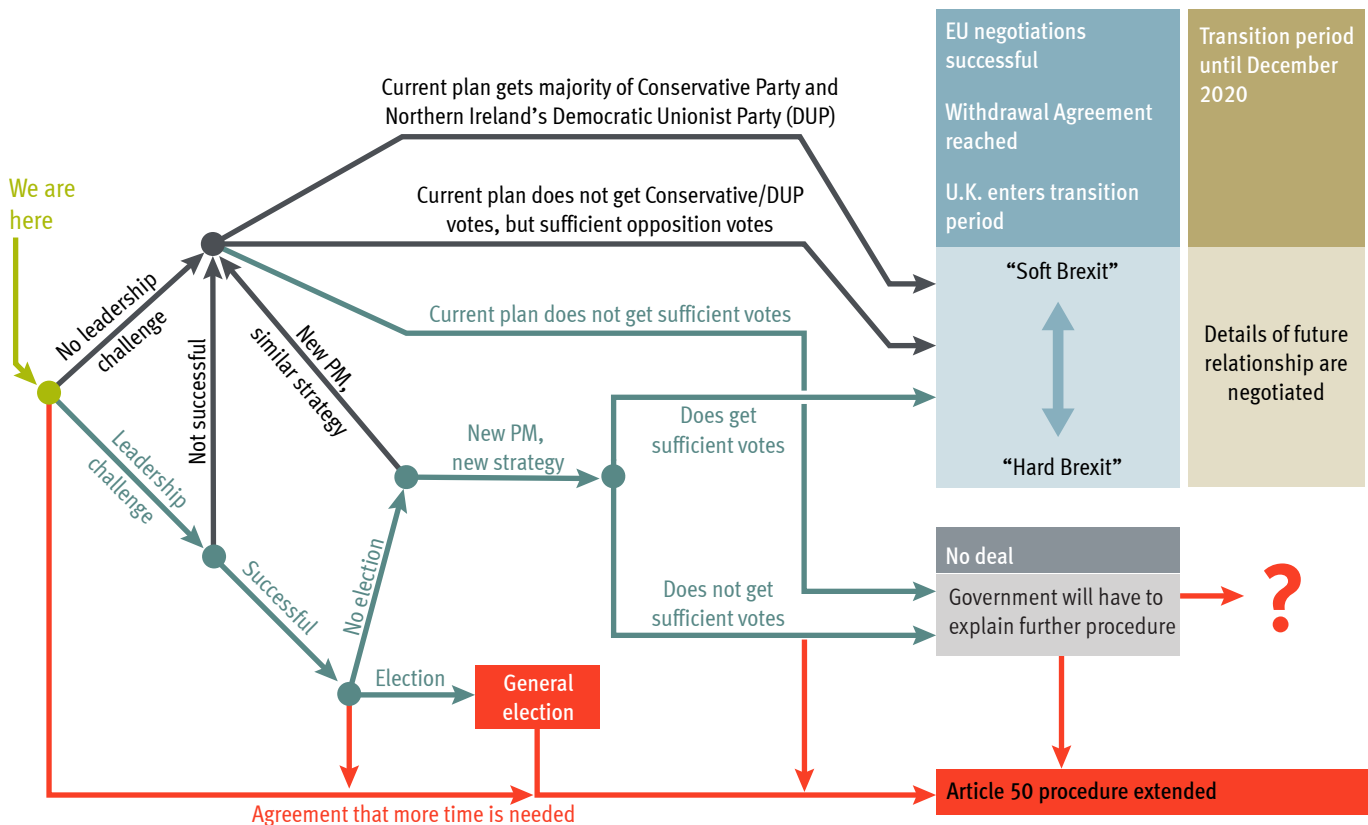 EU negotiations
successful
Withdrawal Agreement
reached
U.K. enters transition
period
Transition period
until December
2020
Current plan gets majority of Conservative Party and
Northern Ireland’s Democratic Unionist Party (DUP)
We are
here
Current plan does not get Conservative/DUP
votes, but sufficient opposition votes
“Soft Brexit”
No leadership
challenge
Not successful
New PM,
similar strategy
Current plan does not get sufficient votes
Details of future
relationship are
negotiated
Leadership
challenge
New PM,
new strategy
Does get
sufficient votes
“Hard Brexit”
Successful
No election
Does not get
sufficient votes
No deal
Government will have to
explain further procedure
?
Election
General
election
Article 50 procedure extended
Agreement that more time is needed